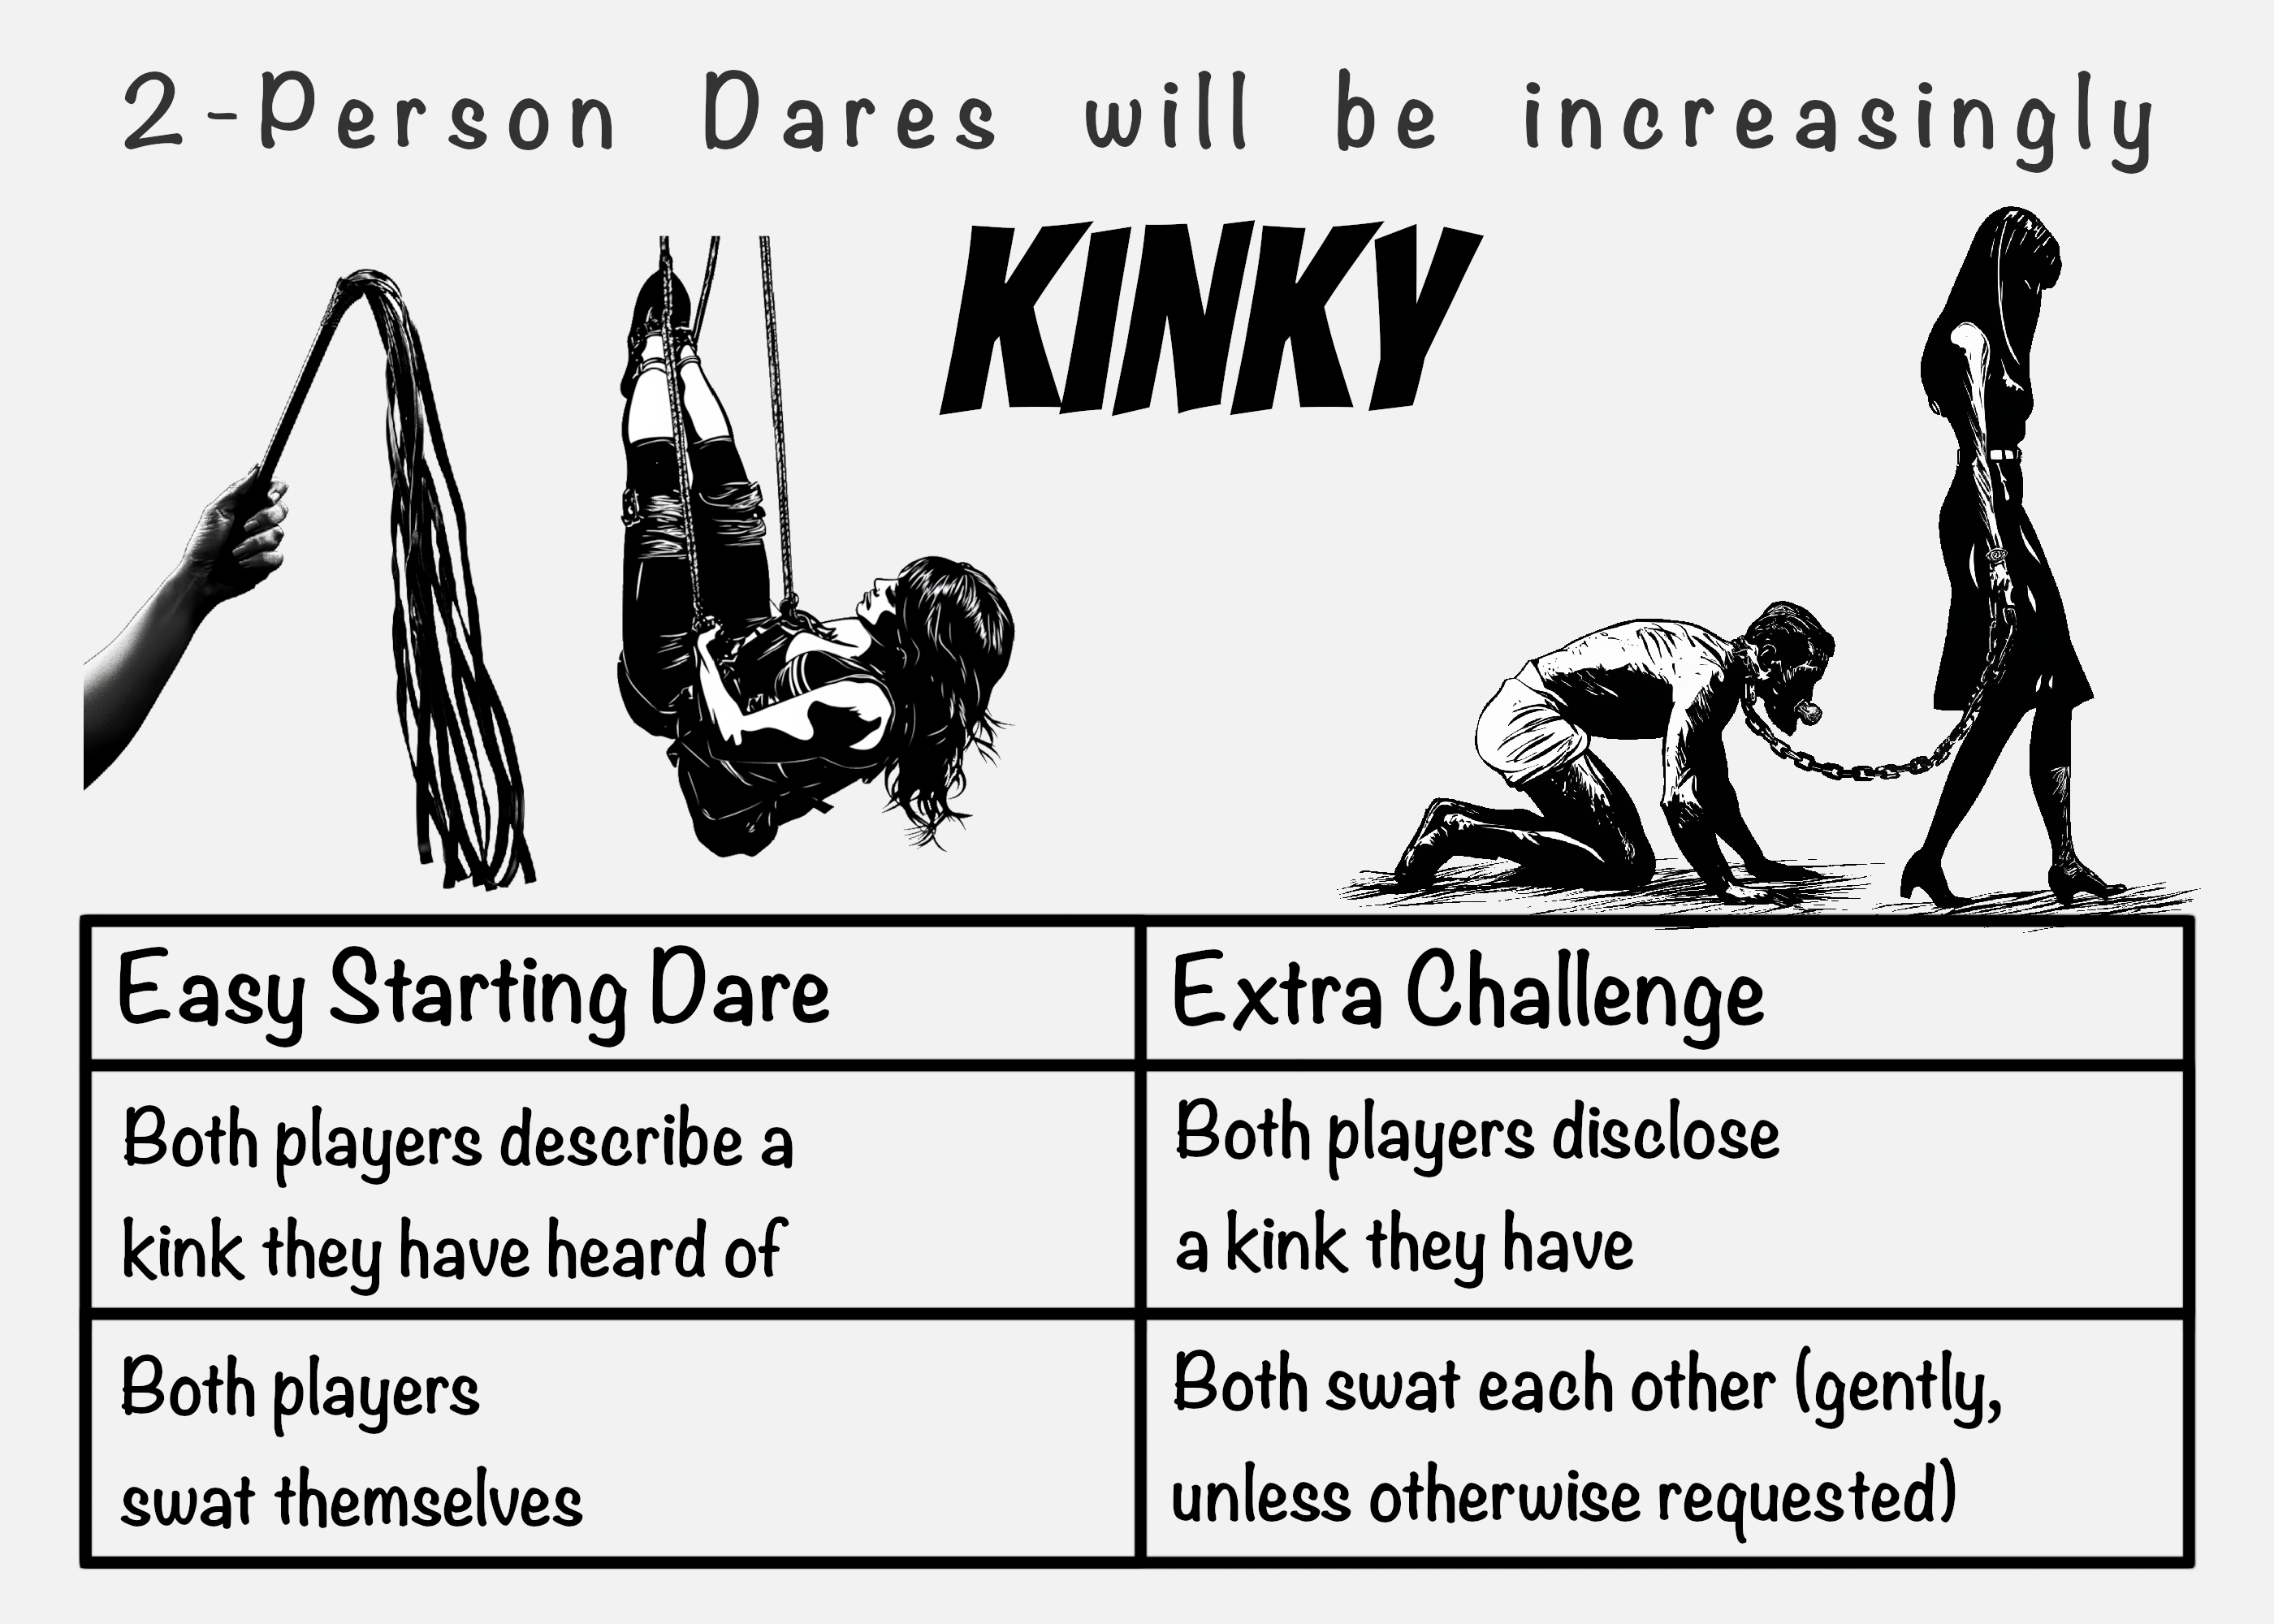 2-Person Dares will be increasingly
KINKY
Easy Starting Dare
Extra Challenge
Both players describe a
kink they have heard of
Both players disclose
a kink they have
Both players
swat themselves
Both swat each other (gently,
unless otherwise requested)